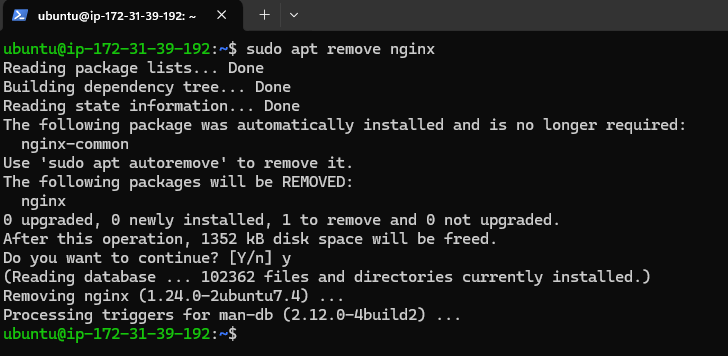 ubuntu@ip-172-31-39-192: ~
ubuntu@ip-172-31-39-192:~$ sudo apt remove nginx
Reading package lists... Done
Building dependency tree... Done
Reading state information... Done
The following package was automatically installed and is no longer required:
  nginx-common
Use 'sudo apt autoremove' to remove it.
The following packages will be REMOVED:
  nginx
0 upgraded, 0 newly installed, 1 to remove and 0 not upgraded.
After this operation, 1352 kB disk space will be freed.
Do you want to continue? [Y/n] y
(Reading database ... 102362 files and directories currently installed.)
Removing nginx (1.24.0-2ubuntu7.4) ...
Processing triggers for man-db (2.12.0-4build2) ...
ubuntu@ip-172-31-39-192:~$